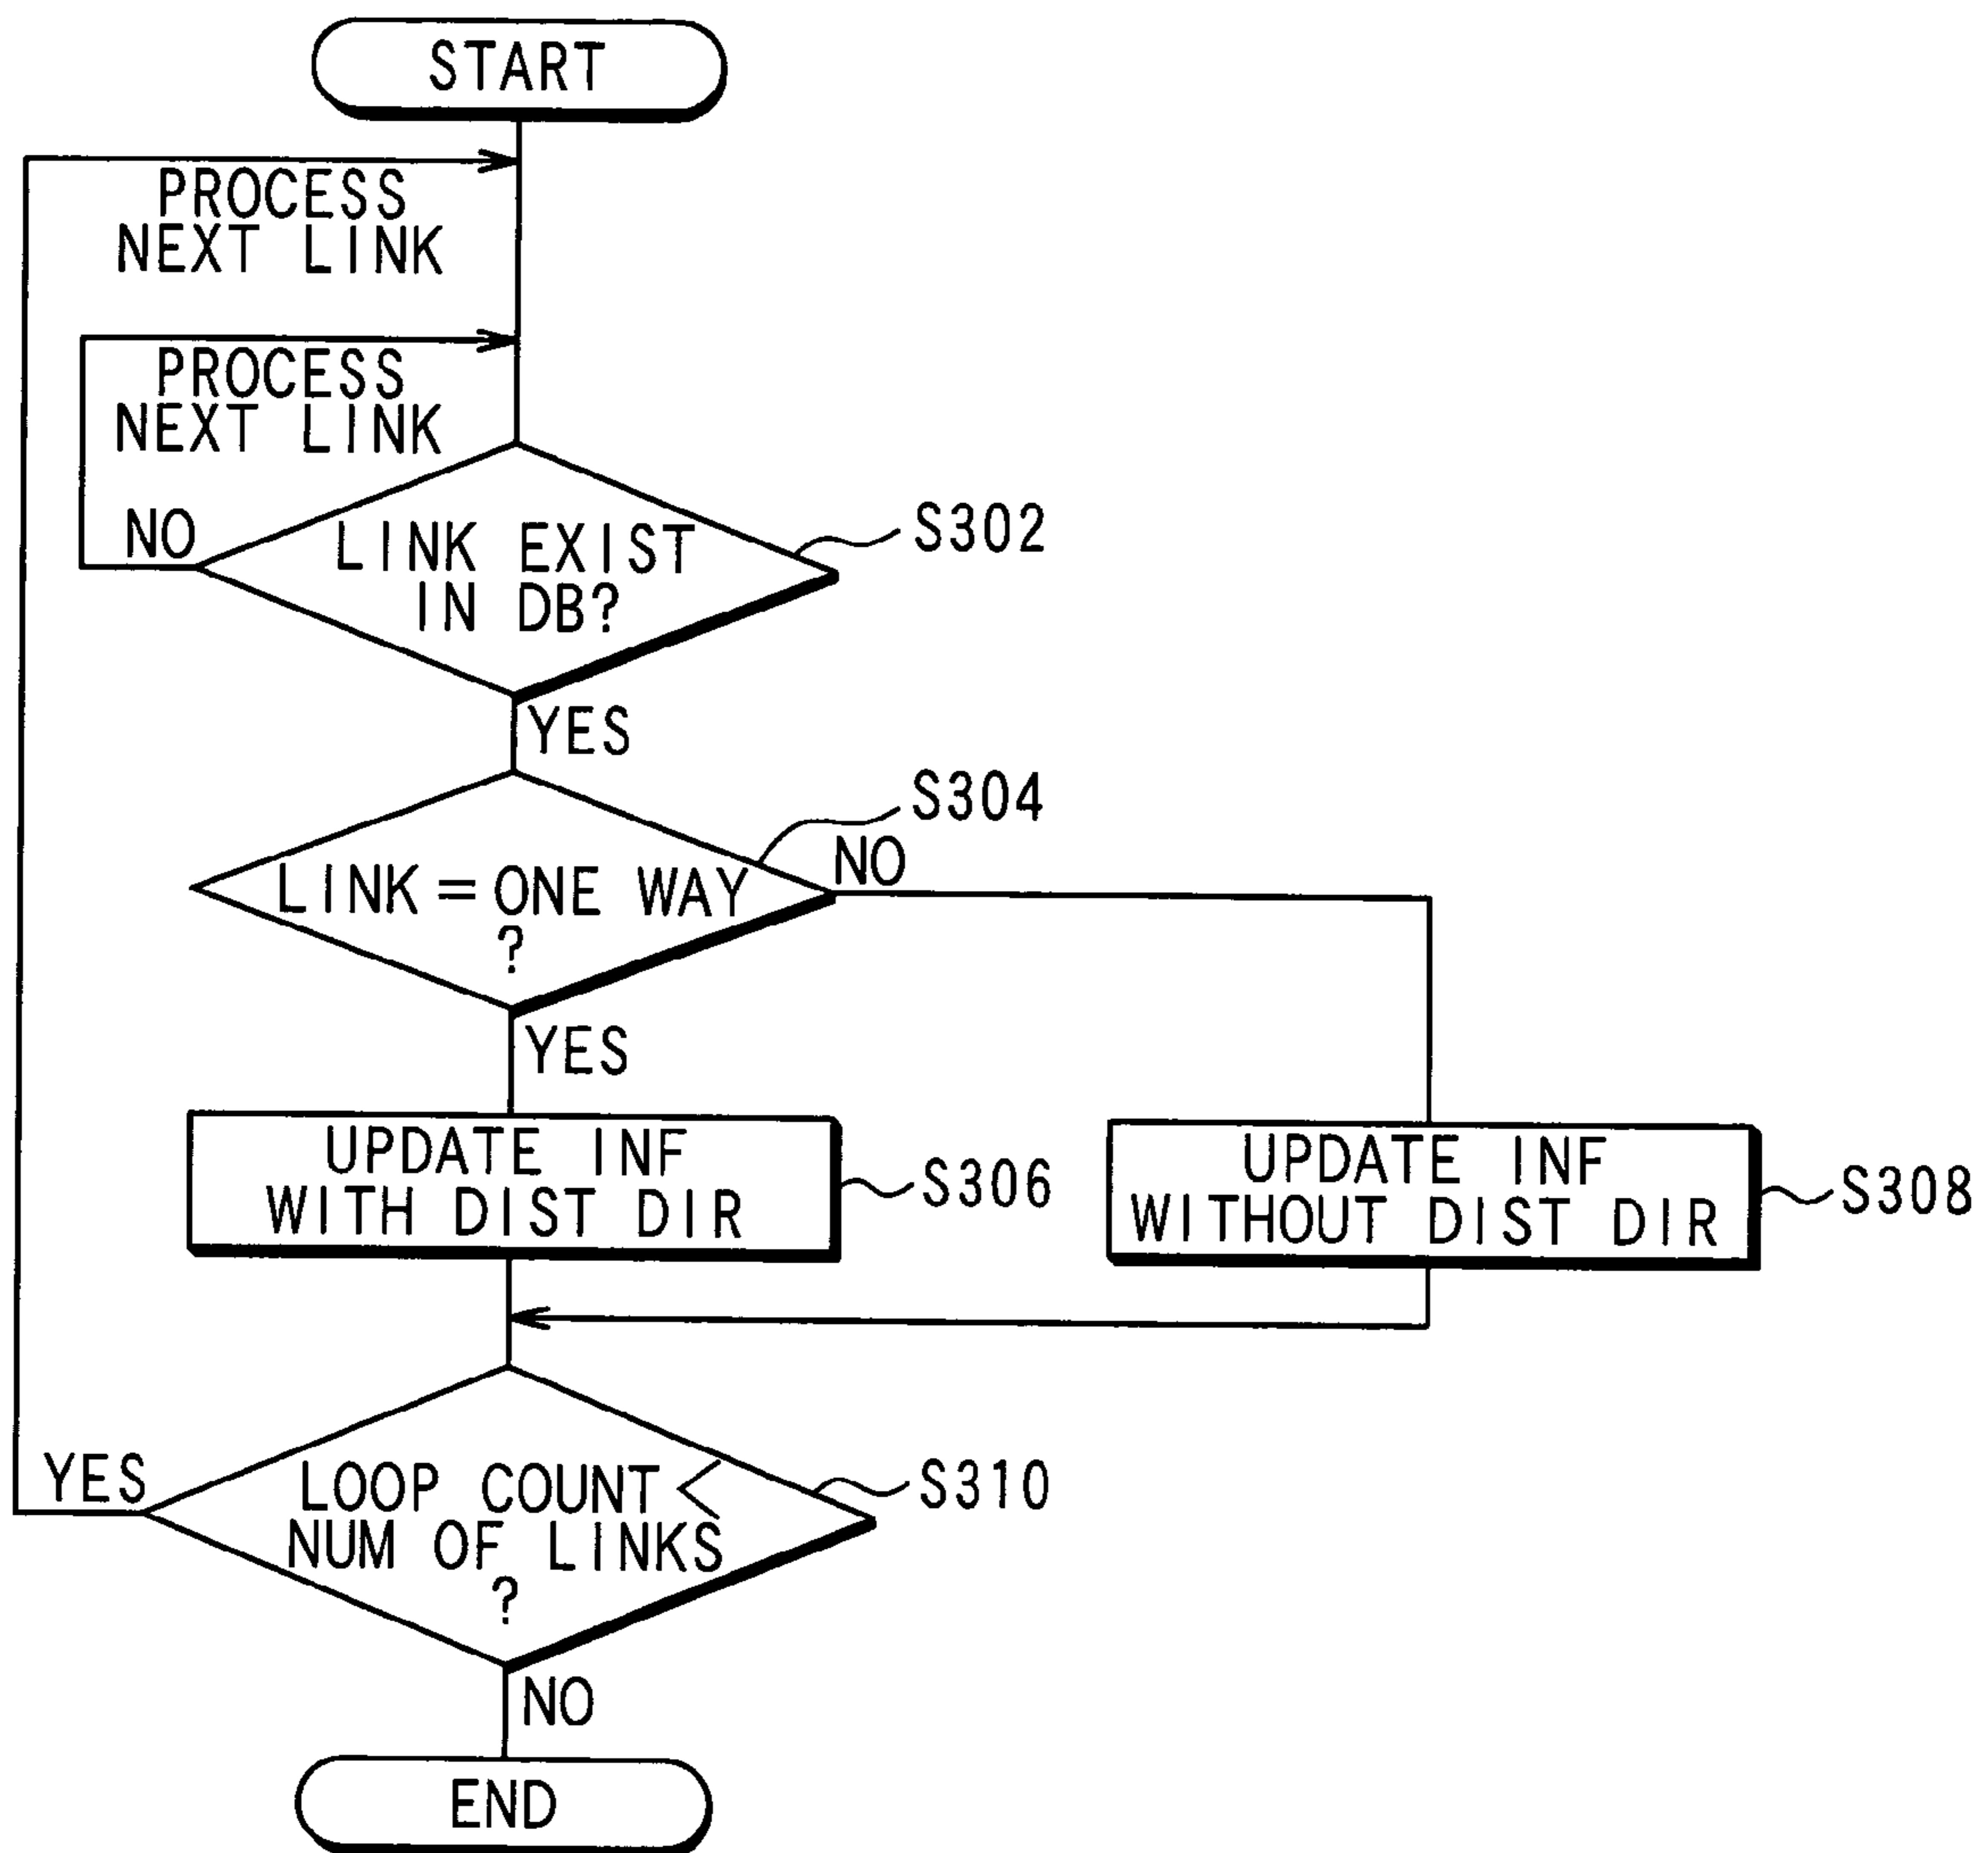 START
PROCESS
NEXT LINK
PROCESS
NEXT LINK
NO
LINK EXIST
IN DB?
S302
YES
S304
LINK=ONE WAY
?
NO
YES
UPDATE INF
WITH DIST DIR
S306
UPDATE INF
WITHOUT DIST DIR
S308
YES
LOOP COUNT<
NUM OF LINKS
?
S310
NO
END